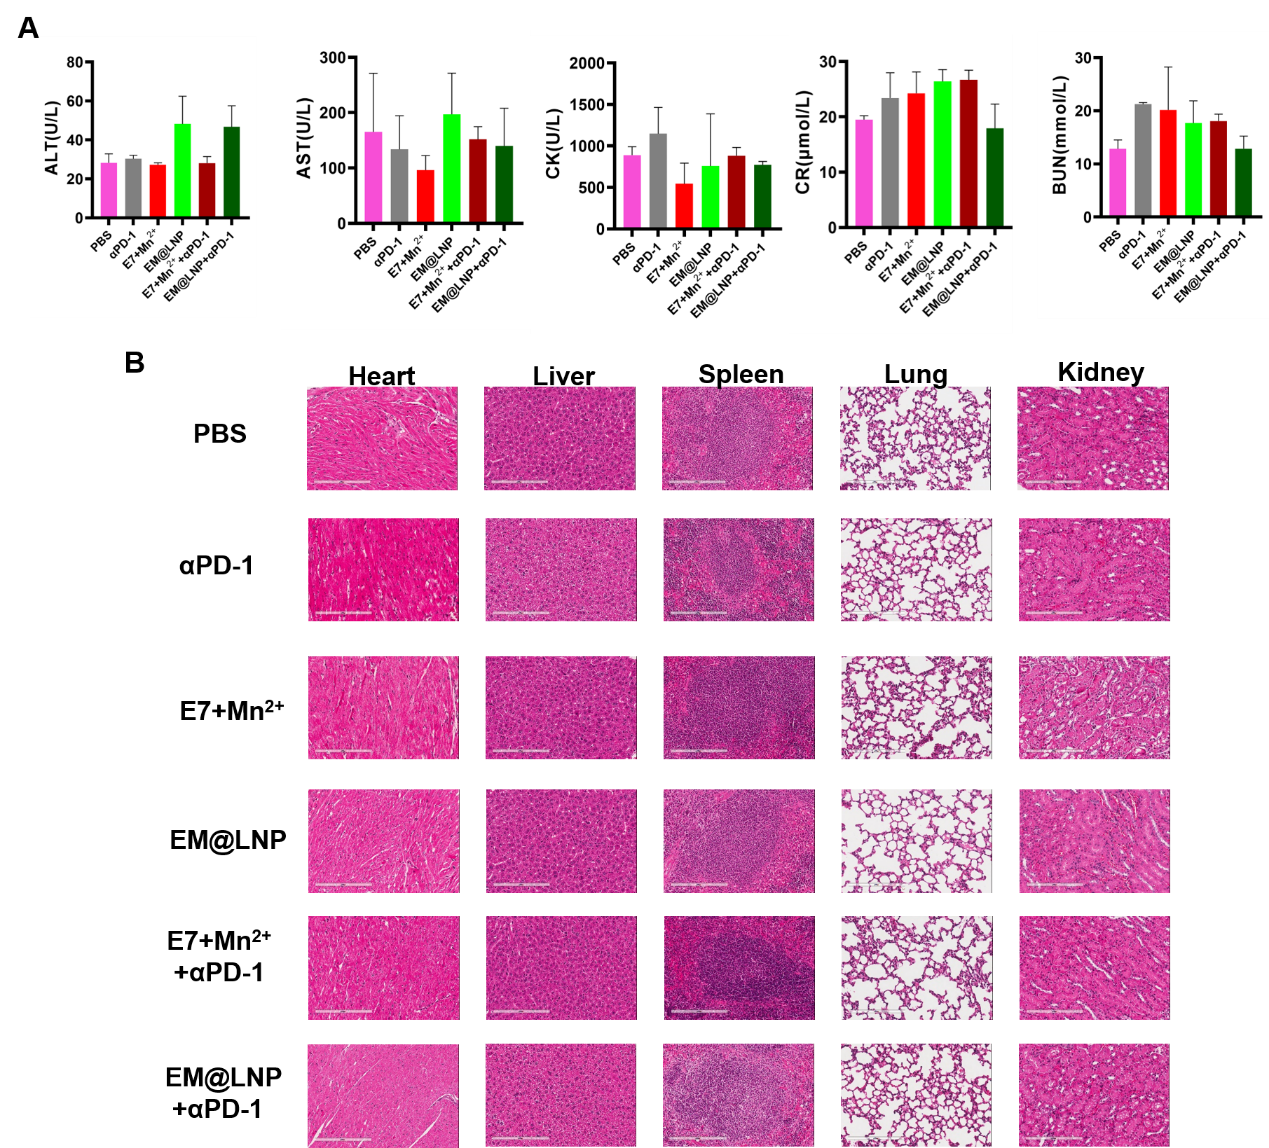 A
ALT(U/L)
80
60
40
20
0
PBS
αPD-1
E7+Mn²⁺
EM@LNP
E7+Mn²⁺+αPD-1
EM@LNP+αPD-1
AST(U/L)
300
200
100
0
PBS
αPD-1
E7+Mn²⁺
EM@LNP
E7+Mn²⁺+αPD-1
EM@LNP+αPD-1
CK(U/L)
2000
1500
1000
500
0
PBS
αPD-1
E7+Mn²⁺
EM@LNP
E7+Mn²⁺+αPD-1
EM@LNP+αPD-1
CR(μmol/L)
30
20
10
0
PBS
αPD-1
E7+Mn²⁺
EM@LNP
E7+Mn²⁺+αPD-1
EM@LNP+αPD-1
BUN(mmol/L)
30
20
10
0
PBS
αPD-1
E7+Mn²⁺
EM@LNP
E7+Mn²⁺+αPD-1
EM@LNP+αPD-1
B
Heart Liver Spleen Lung Kidney
PBS
αPD-1
E7+Mn²⁺
EM@LNP
E7+Mn²⁺
+αPD-1
EM@LNP
+αPD-1